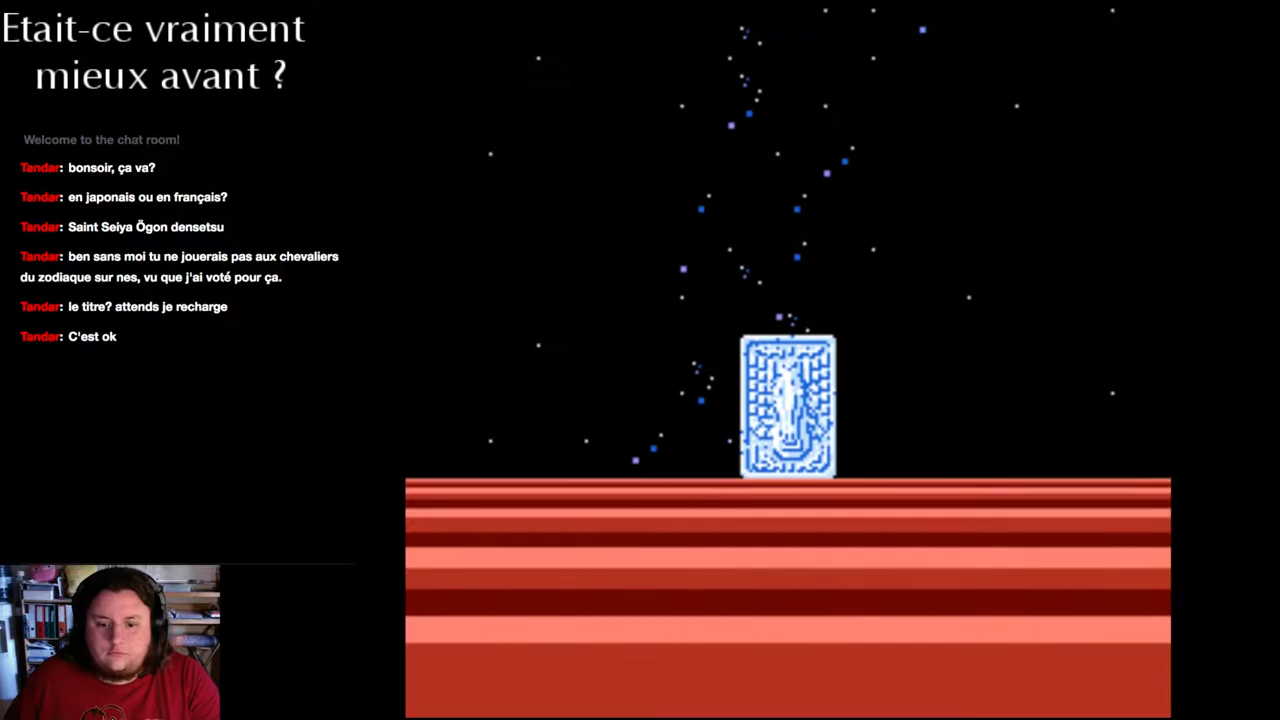 Etait-ce vraiment
mieux avant ?
Welcome to the chat room!
Tandar: bonsoir, ça va?
Tandar: en japonais ou en français?
Tandar: Saint Seiya Ögon densetsu
Tandar: ben sans moi tu ne jouerais pas aux chevaliers
du zodiaque sur nes, vu que j'ai voté pour ça.
Tandar: le titre? attends je recharge
Tandar: C'est ok